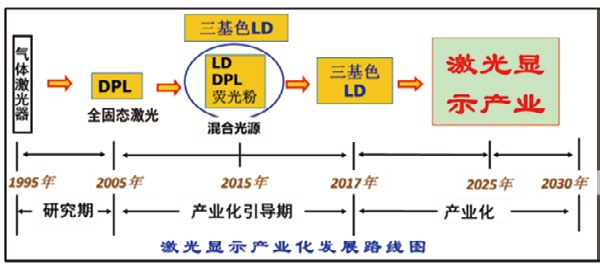 三基色LD
气体激光器
DPL
全固态激光
LD
DPL
荧光粉
混合光源
三基色
LD
激光显
示产业
1995年
2005年
2015年
2017年
2025年
2030年
研究期
产业化引导期
产业化
激光显示产业化发展路线图